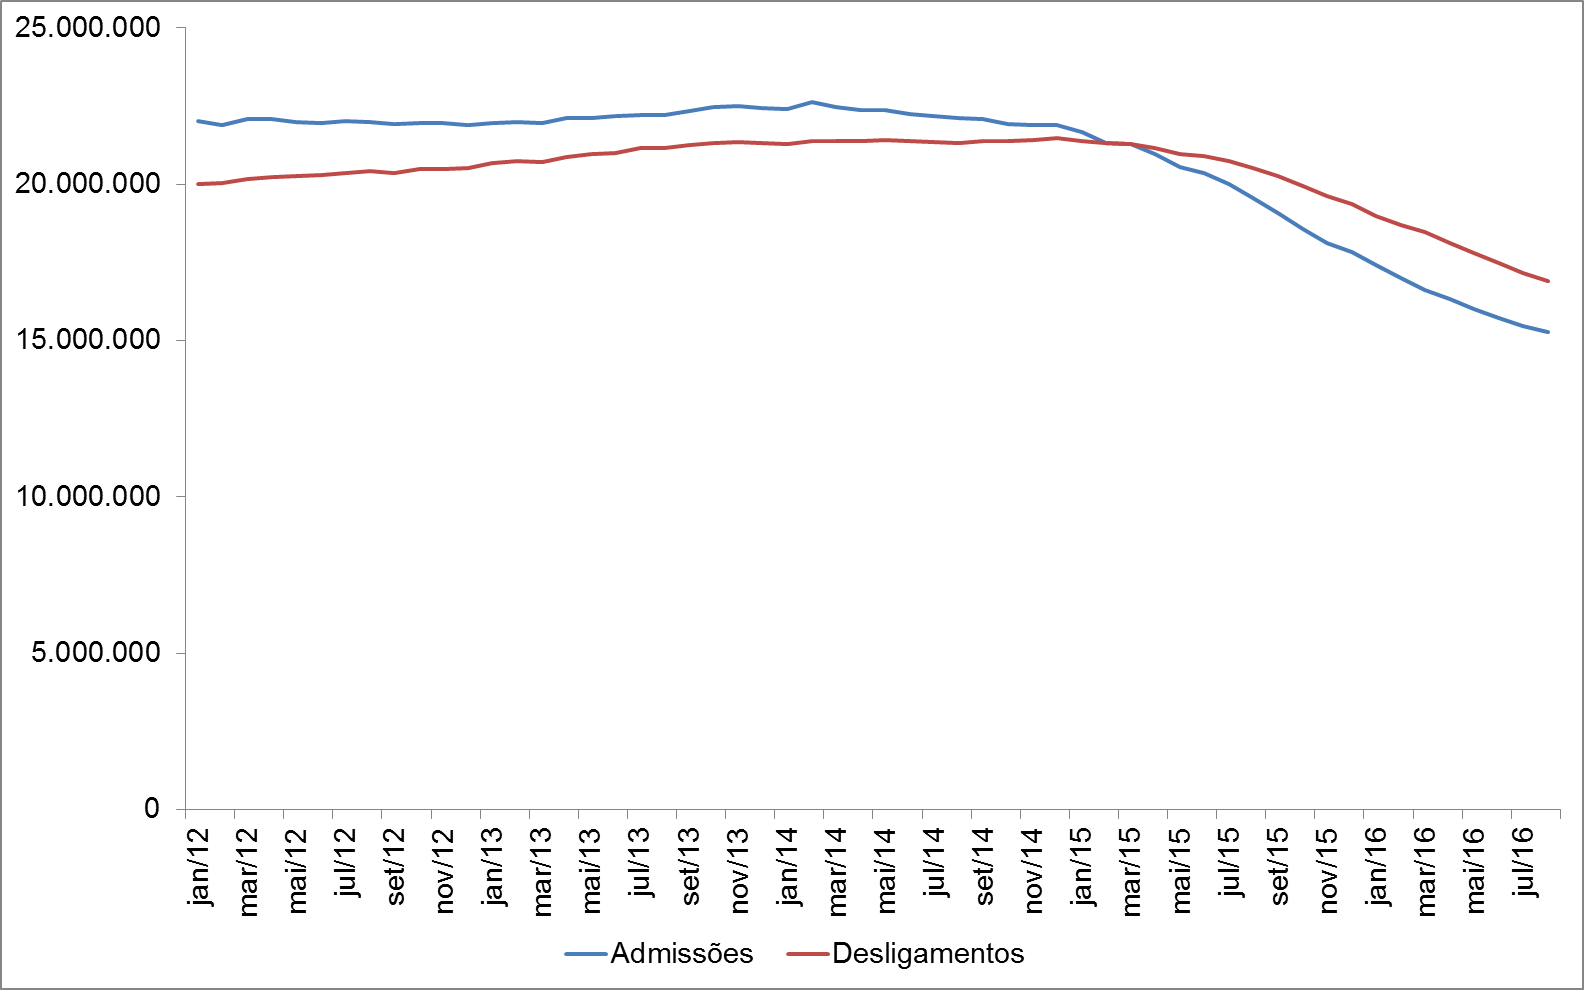 25.000.000
20.000.000
15.000.000
10.000.000
5.000.000
0
jan/12
mar/12
mai/12
jul/12
set/12
nov/12
jan/13
mar/13
mai/13
jul/13
set/13
nov/13
jan/14
mar/14
mai/14
jul/14
set/14
nov/14
jan/15
mar/15
mai/15
jul/15
set/15
nov/15
jan/16
mar/16
mai/16
jul/16
Admissões Desligamentos